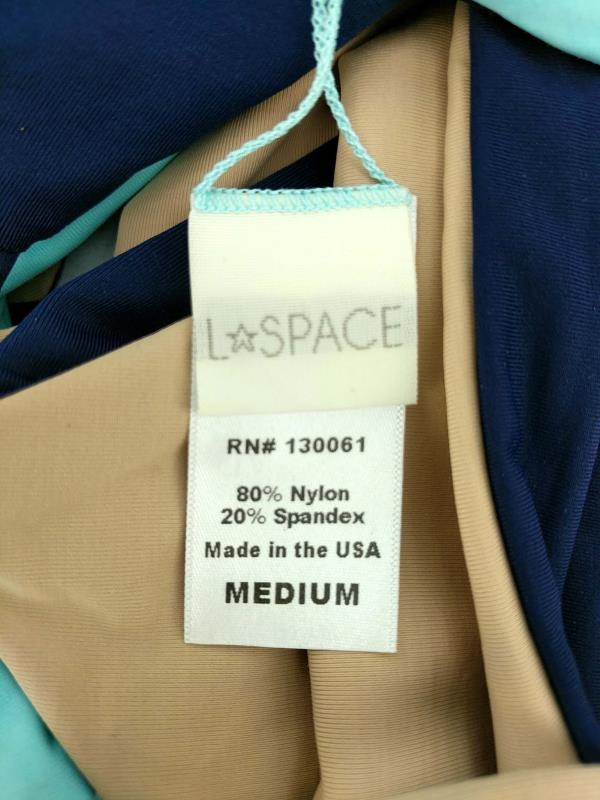 L☆SPACE
RN# 130061
80% Nylon
20% Spandex
Made in the USA
MEDIUM